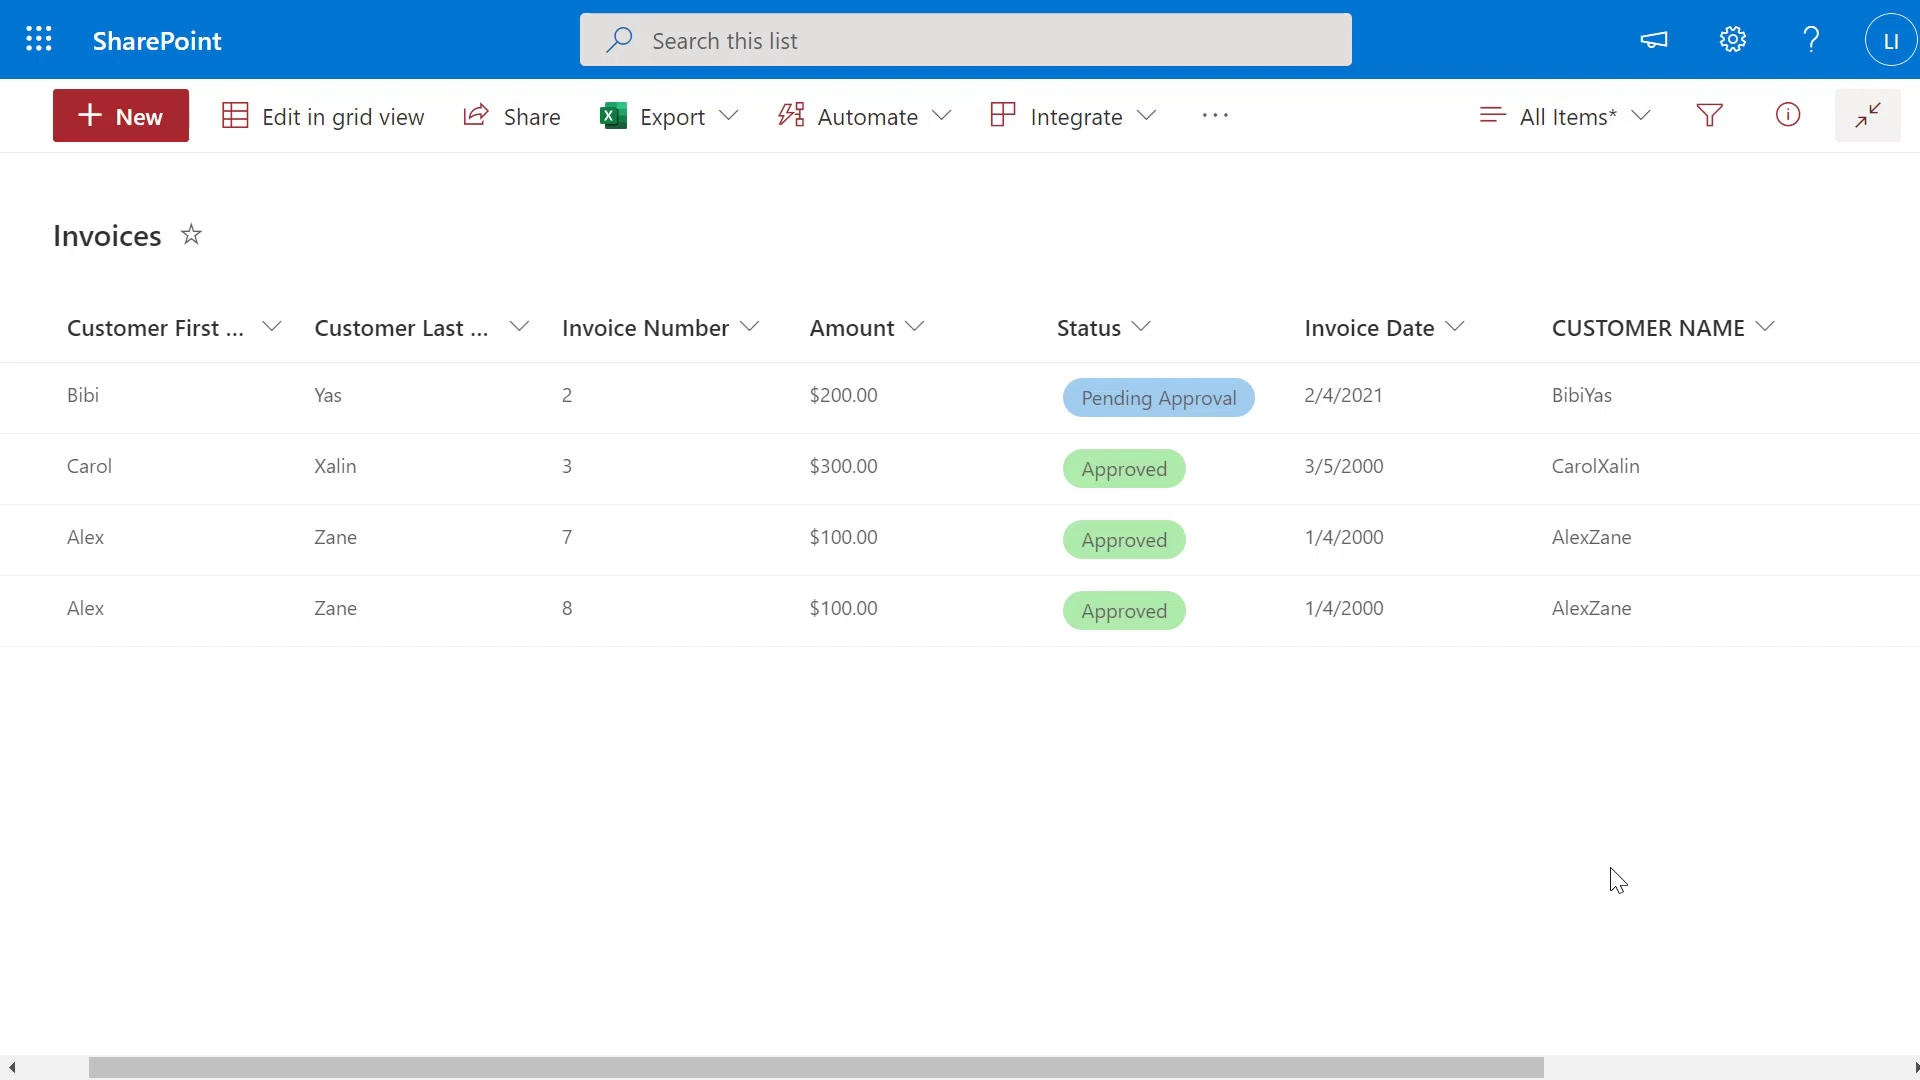 SharePoint
Search this list
LI
New
Edit in grid view
Share
Export
Automate
Integrate
...
All Items*
Invoices
Customer First ... Customer Last ... Invoice Number Amount Status Invoice Date CUSTOMER NAME
Bibi Yas 2 $200.00 Pending Approval 2/4/2021 BibiYas
Carol Xalin 3 $300.00 Approved 3/5/2000 CarolXalin
Alex Zane 7 $100.00 Approved 1/4/2000 AlexZane
Alex Zane 8 $100.00 Approved 1/4/2000 AlexZane